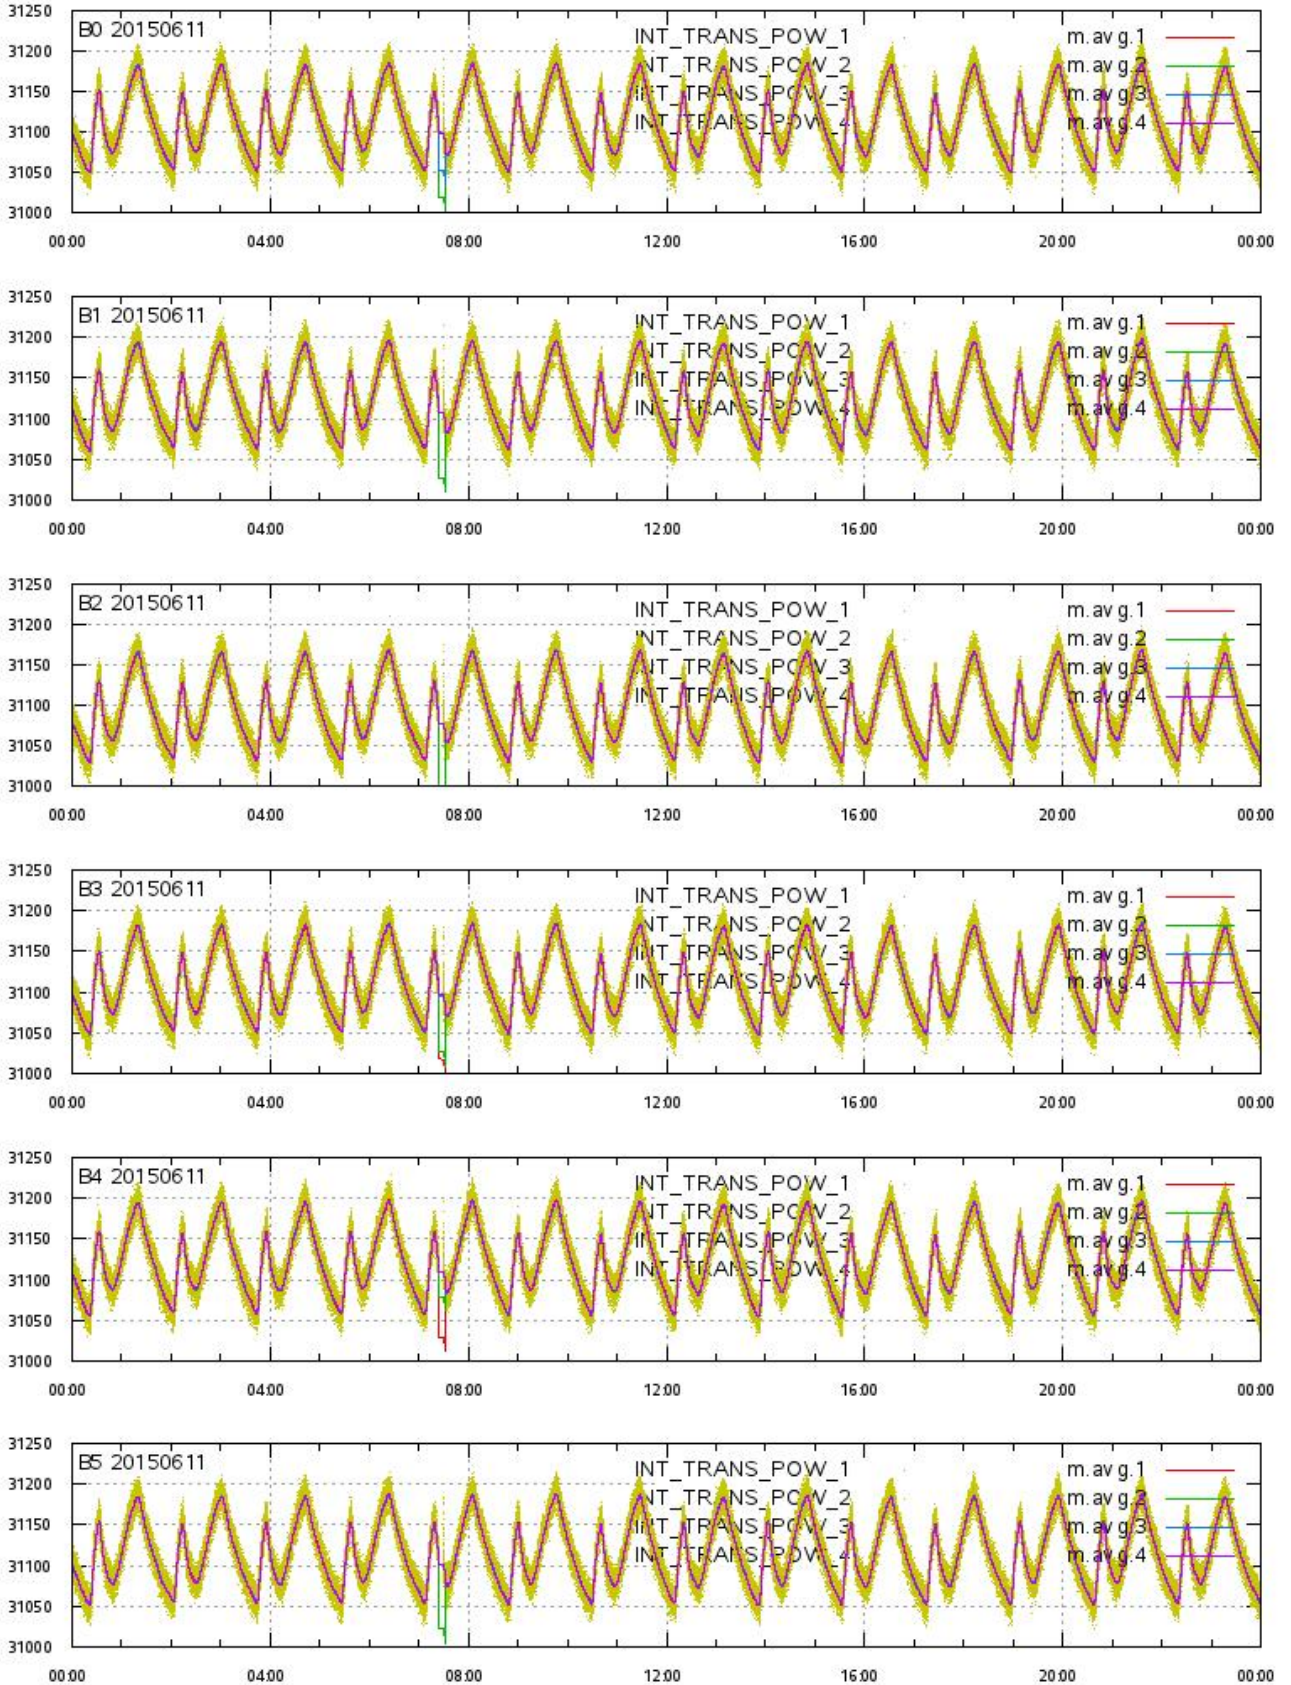 31250
B0 20150611 INT_TRANS_POW_1 m.avg.1
31200
INT_TRANS_POW_2 m.avg.2
31150
INT_TRANS_POW_3 m.avg.3
31100
INT_TRANS_POW_4 m.avg.4
31050
31000
00:00 04:00 08:00 12:00 16:00 20:00 00:00
31250
B1 20150611 INT_TRANS_POW_1 m.avg.1
31200
INT_TRANS_POW_2 m.avg.2
31150
INT_TRANS_POW_3 m.avg.3
31100
INT_TRANS_POW_4 m.avg.4
31050
31000
00:00 04:00 08:00 12:00 16:00 20:00 00:00
31250
B2 20150611 INT_TRANS_POW_1 m.avg.1
31200
INT_TRANS_POW_2 m.avg.2
31150
INT_TRANS_POW_3 m.avg.3
31100
INT_TRANS_POW_4 m.avg.4
31050
31000
00:00 04:00 08:00 12:00 16:00 20:00 00:00
31250
B3 20150611 INT_TRANS_POW_1 m.avg.1
31200
INT_TRANS_POW_2 m.avg.2
31150
INT_TRANS_POW_3 m.avg.3
31100
INT_TRANS_POW_4 m.avg.4
31050
31000
00:00 04:00 08:00 12:00 16:00 20:00 00:00
31250
B4 20150611 INT_TRANS_POW_1 m.avg.1
31200
INT_TRANS_POW_2 m.avg.2
31150
INT_TRANS_POW_3 m.avg.3
31100
INT_TRANS_POW_4 m.avg.4
31050
31000
00:00 04:00 08:00 12:00 16:00 20:00 00:00
31250
B5 20150611 INT_TRANS_POW_1 m.avg.1
31200
INT_TRANS_POW_2 m.avg.2
31150
INT_TRANS_POW_3 m.avg.3
31100
INT_TRANS_POW_4 m.avg.4
31050
31000
00:00 04:00 08:00 12:00 16:00 20:00 00:00